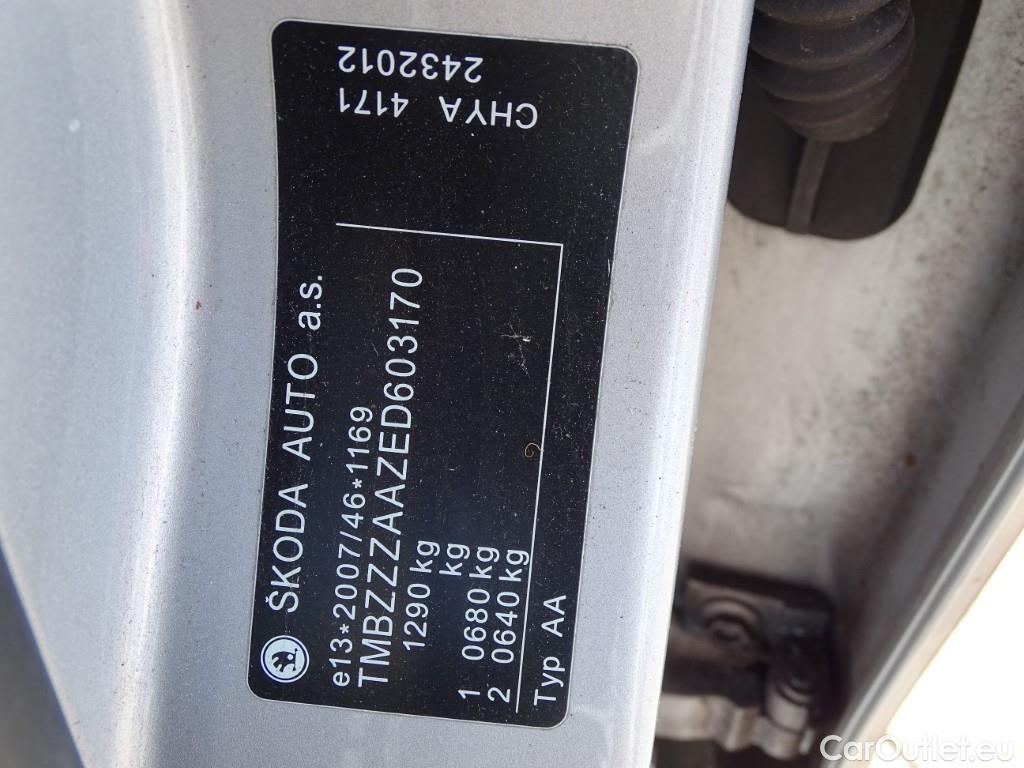 ŠKODA AUTO a.s.
e13*2007/46*1169
TMBZZZAAZED603170
1290 kg
kg
1 0680 kg
2 0640 kg
Typ AA
CHYA 4171
2432012
CarOutlet.eu